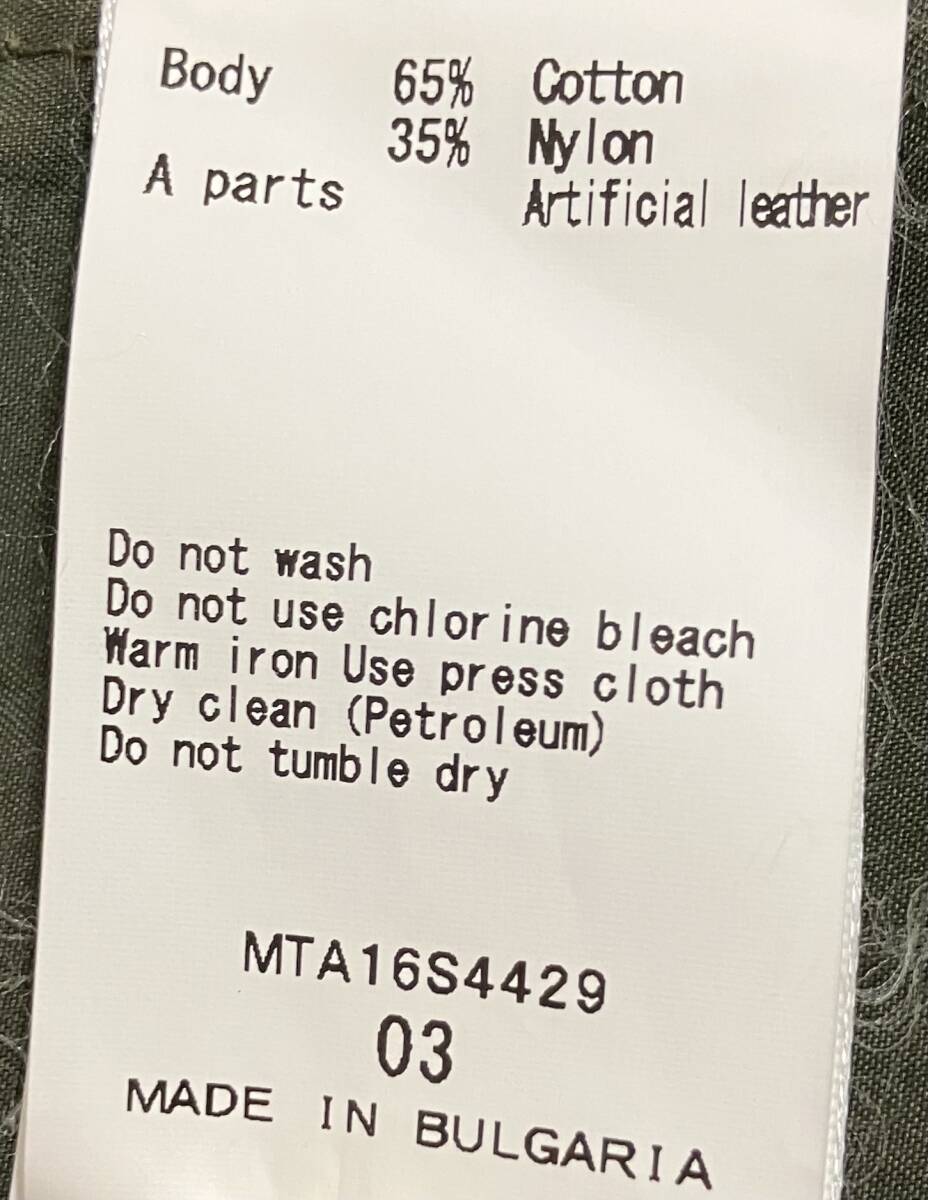 Body 65% Cotton
35% Nylon
A parts Artificial leather
Do not wash
Do not use chlorine bleach
Warm iron Use press cloth
Dry clean (Petroleum)
Do not tumble dry
MTA16S4429
03
MADE IN BULGARIA